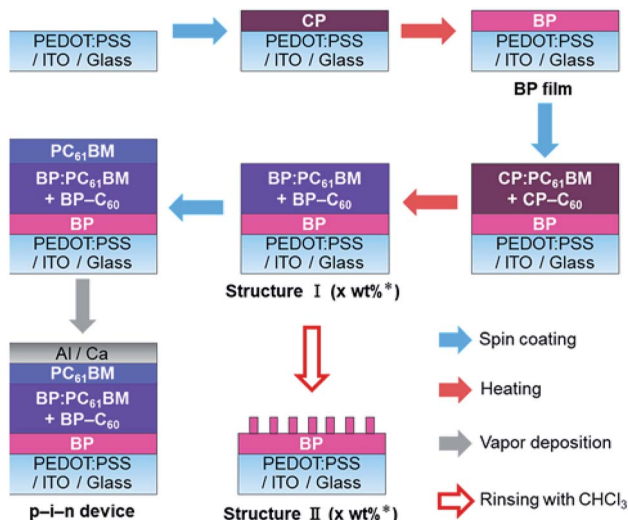 PEDOT:PSS
/ ITO / Glass
CP
PEDOT:PSS
/ ITO / Glass
BP
PEDOT:PSS
/ ITO / Glass
BP film
PC₆₁BM
BP:PC₆₁BM
+ BP–C₆₀
BP
PEDOT:PSS
/ ITO / Glass
BP:PC₆₁BM
+ BP–C₆₀
BP
PEDOT:PSS
/ ITO / Glass
Structure Ⅰ (x wt%*)
CP:PC₆₁BM
+ CP–C₆₀
BP
PEDOT:PSS
/ ITO / Glass
Al / Ca
PC₆₁BM
BP:PC₆₁BM
+ BP–C₆₀
BP
PEDOT:PSS
/ ITO / Glass
p–i–n device
BP
PEDOT:PSS
/ ITO / Glass
Structure Ⅱ (x wt%*)
Spin coating
Heating
Vapor deposition
Rinsing with CHCl₃